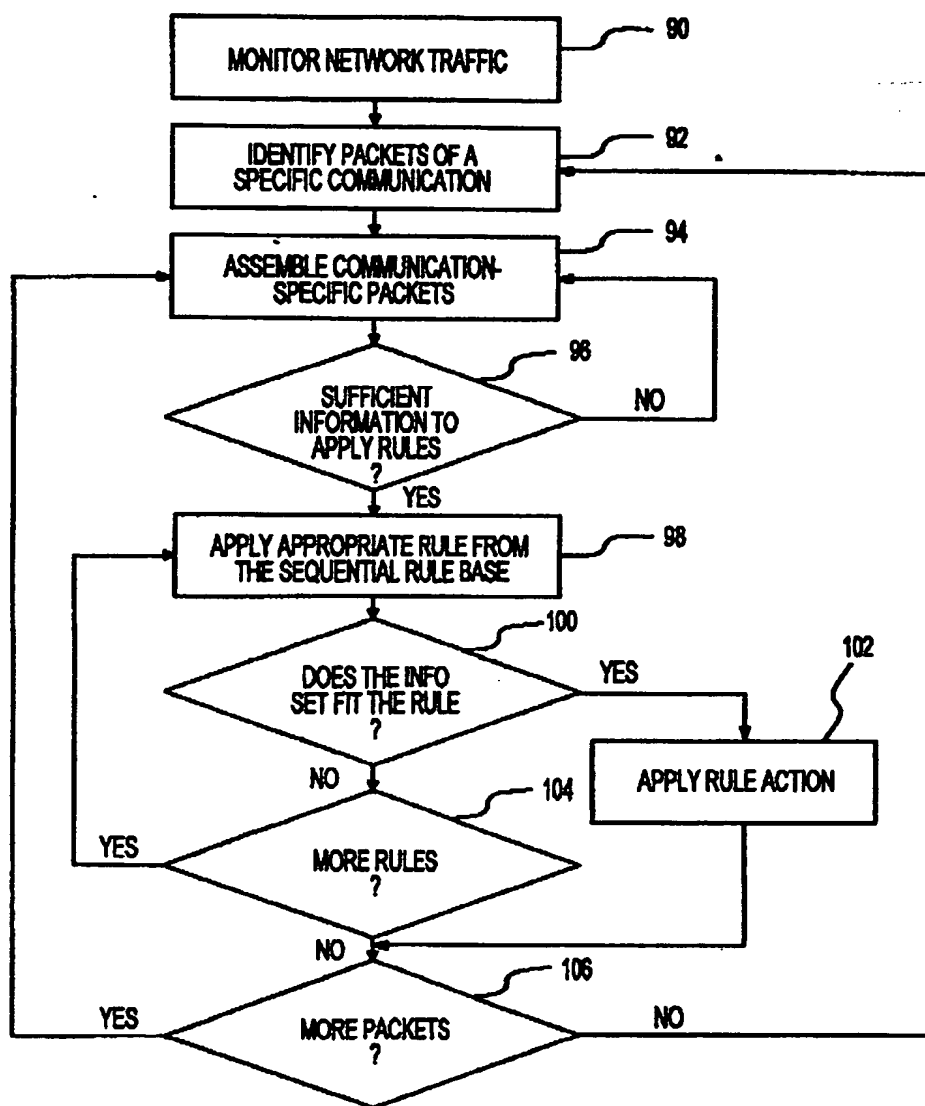 90
MONITOR NETWORK TRAFFIC
92
IDENTIFY PACKETS OF A
SPECIFIC COMMUNICATION
94
ASSEMBLE COMMUNICATION-
SPECIFIC PACKETS
96
SUFFICIENT
INFORMATION TO
APPLY RULES
?
NO
YES
98
APPLY APPROPRIATE RULE FROM
THE SEQUENTIAL RULE BASE
100
DOES THE INFO
SET FIT THE RULE
?
YES
102
APPLY RULE ACTION
NO
104
MORE RULES
?
YES
NO
106
MORE PACKETS
?
YES
NO